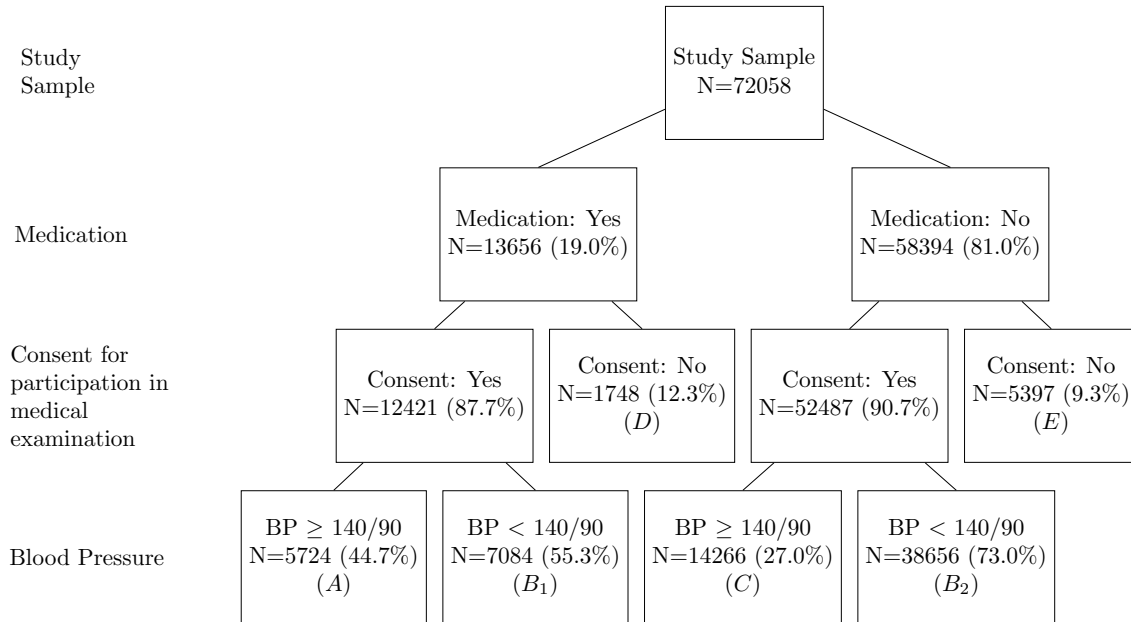 Study
Sample
Study Sample
N=72058
Medication
Medication: Yes
N=13656 (19.0%)
Medication: No
N=58394 (81.0%)
Consent for
participation in
medical
examination
Consent: Yes
N=12421 (87.7%)
Consent: No
N=1748 (12.3%)
(D)
Consent: Yes
N=52487 (90.7%)
Consent: No
N=5397 (9.3%)
(E)
Blood Pressure
BP ≥ 140/90
N=5724 (44.7%)
(A)
BP < 140/90
N=7084 (55.3%)
(B₁)
BP ≥ 140/90
N=14266 (27.0%)
(C)
BP < 140/90
N=38656 (73.0%)
(B₂)